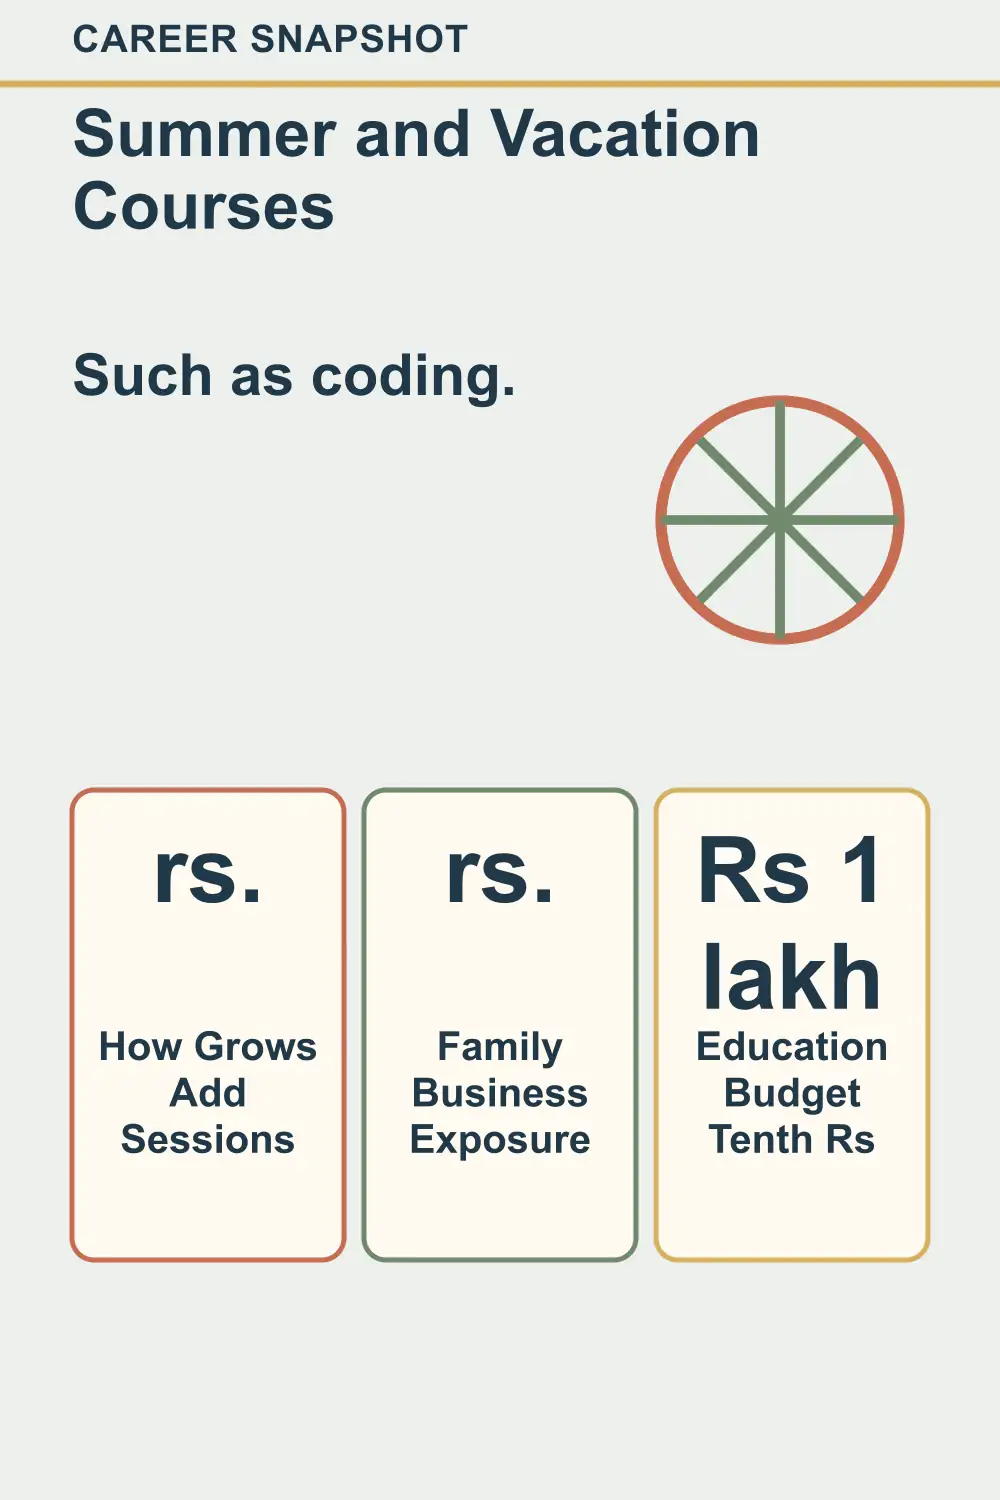 CAREER SNAPSHOT
Summer and Vacation
Courses
Such as coding.
rs.
How Grows
Add
Sessions
rs.
Family
Business
Exposure
Rs 1
lakh
Education
Budget
Tenth Rs